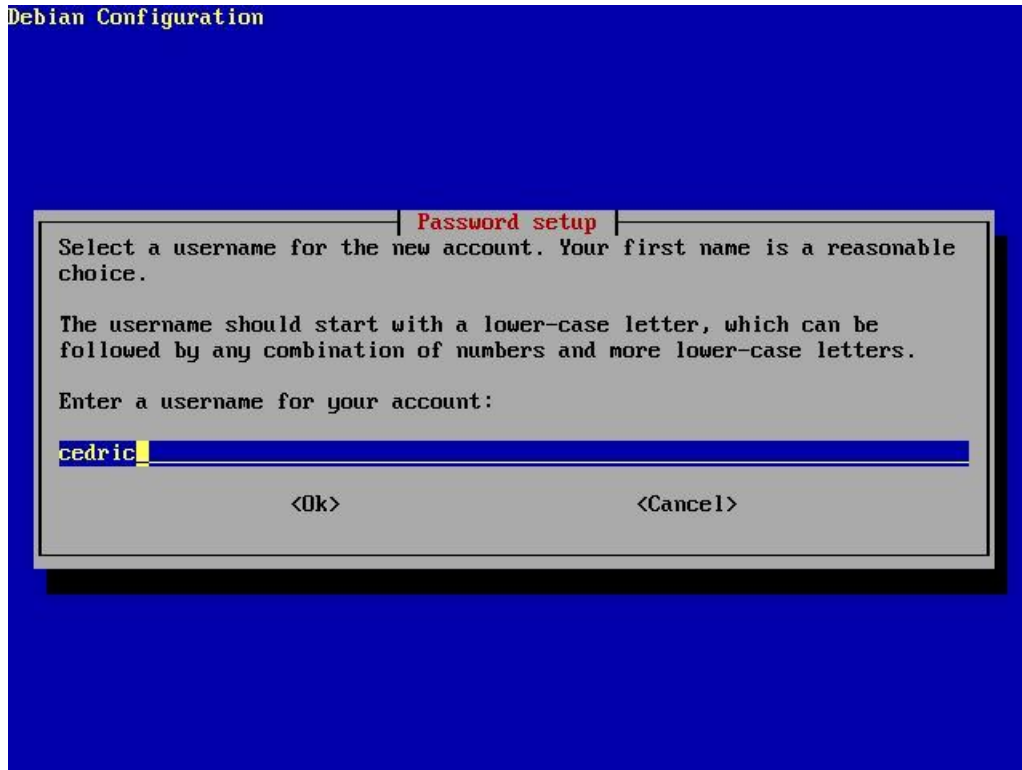 Debian Configuration
Password setup
Select a username for the new account. Your first name is a reasonable
choice.
The username should start with a lower-case letter, which can be
followed by any combination of numbers and more lower-case letters.
Enter a username for your account:
cedric
<Ok> <Cancel>